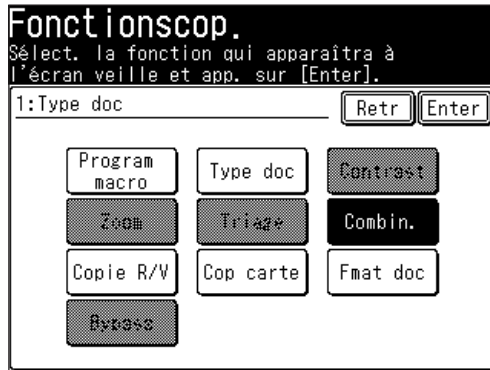 Fonctionscop.
Sélect. la fonction qui apparaîtra à
l'écran veille et app. sur [Enter].
1:Type doc Retr Enter
Program
macro
Type doc
Contrast
Zoom
Triage
Combin.
Copie R/V
Cop carte
Fmat doc
Bypass